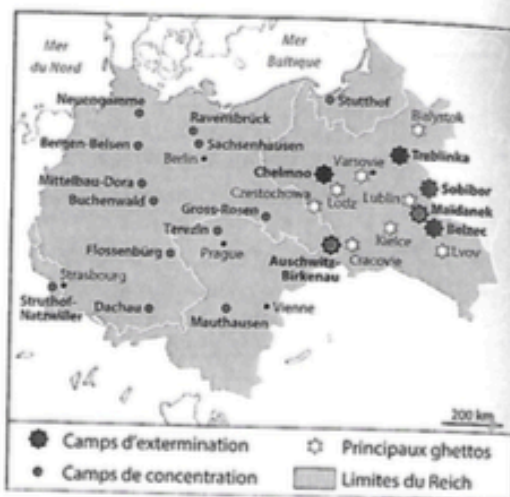 Mer
du Nord
Mer
Baltique
Neuengamme
Stutthof
Ravensbrück
Bialystok
Bergen-Belsen
Sachsenhausen
Berlin
Treblinka
Chelmno
Varsovie
Mittelbau-Dora
Sobibor
Buchenwald
Czestochowa
Lodz
Lublin
Maïdanek
Gross-Rosen
Belzec
Terezin
Kielce
Flossenbürg
Prague
Auschwitz-
Birkenau
Cracovie
Lvov
Strasbourg
Struthof-
Natzwiller
Dachau
Mauthausen
Vienne
200 km
Camps d'extermination
Principaux ghettos
Camps de concentration
Limites du Reich